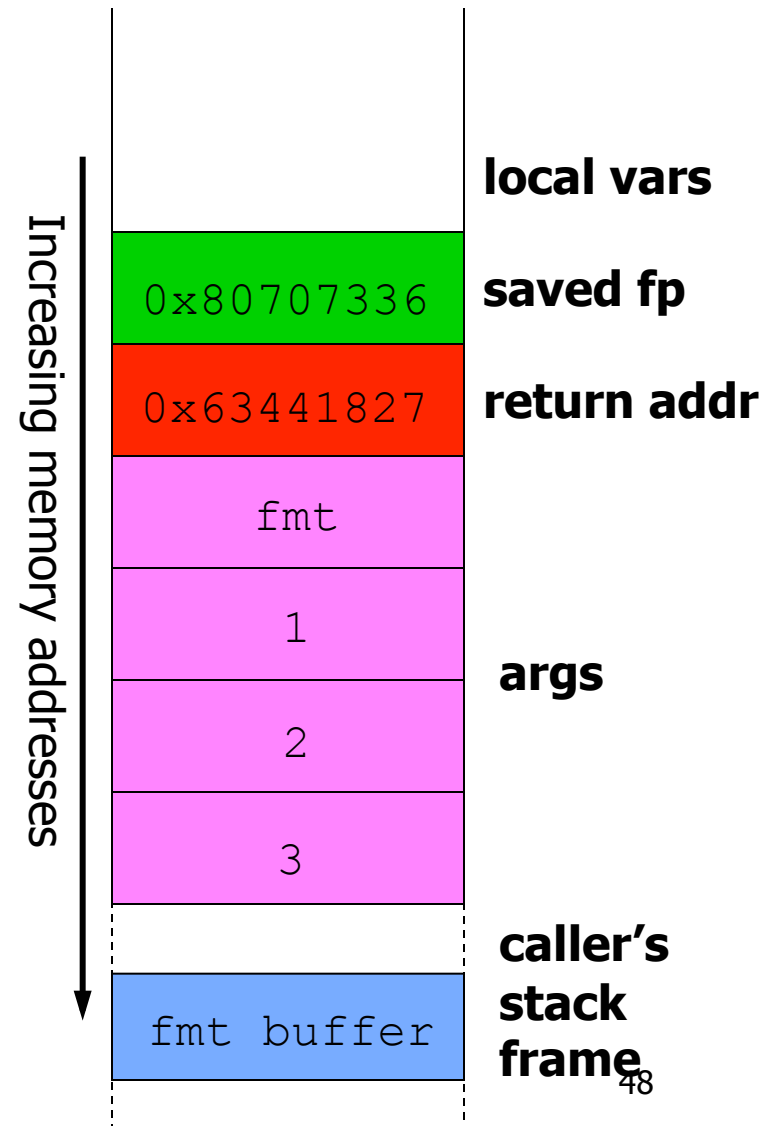 Increasing memory addresses
local vars
0x80707336
saved fp
0x63441827
return addr
fmt
1
args
2
3
caller’s
stack
frame
fmt buffer
48